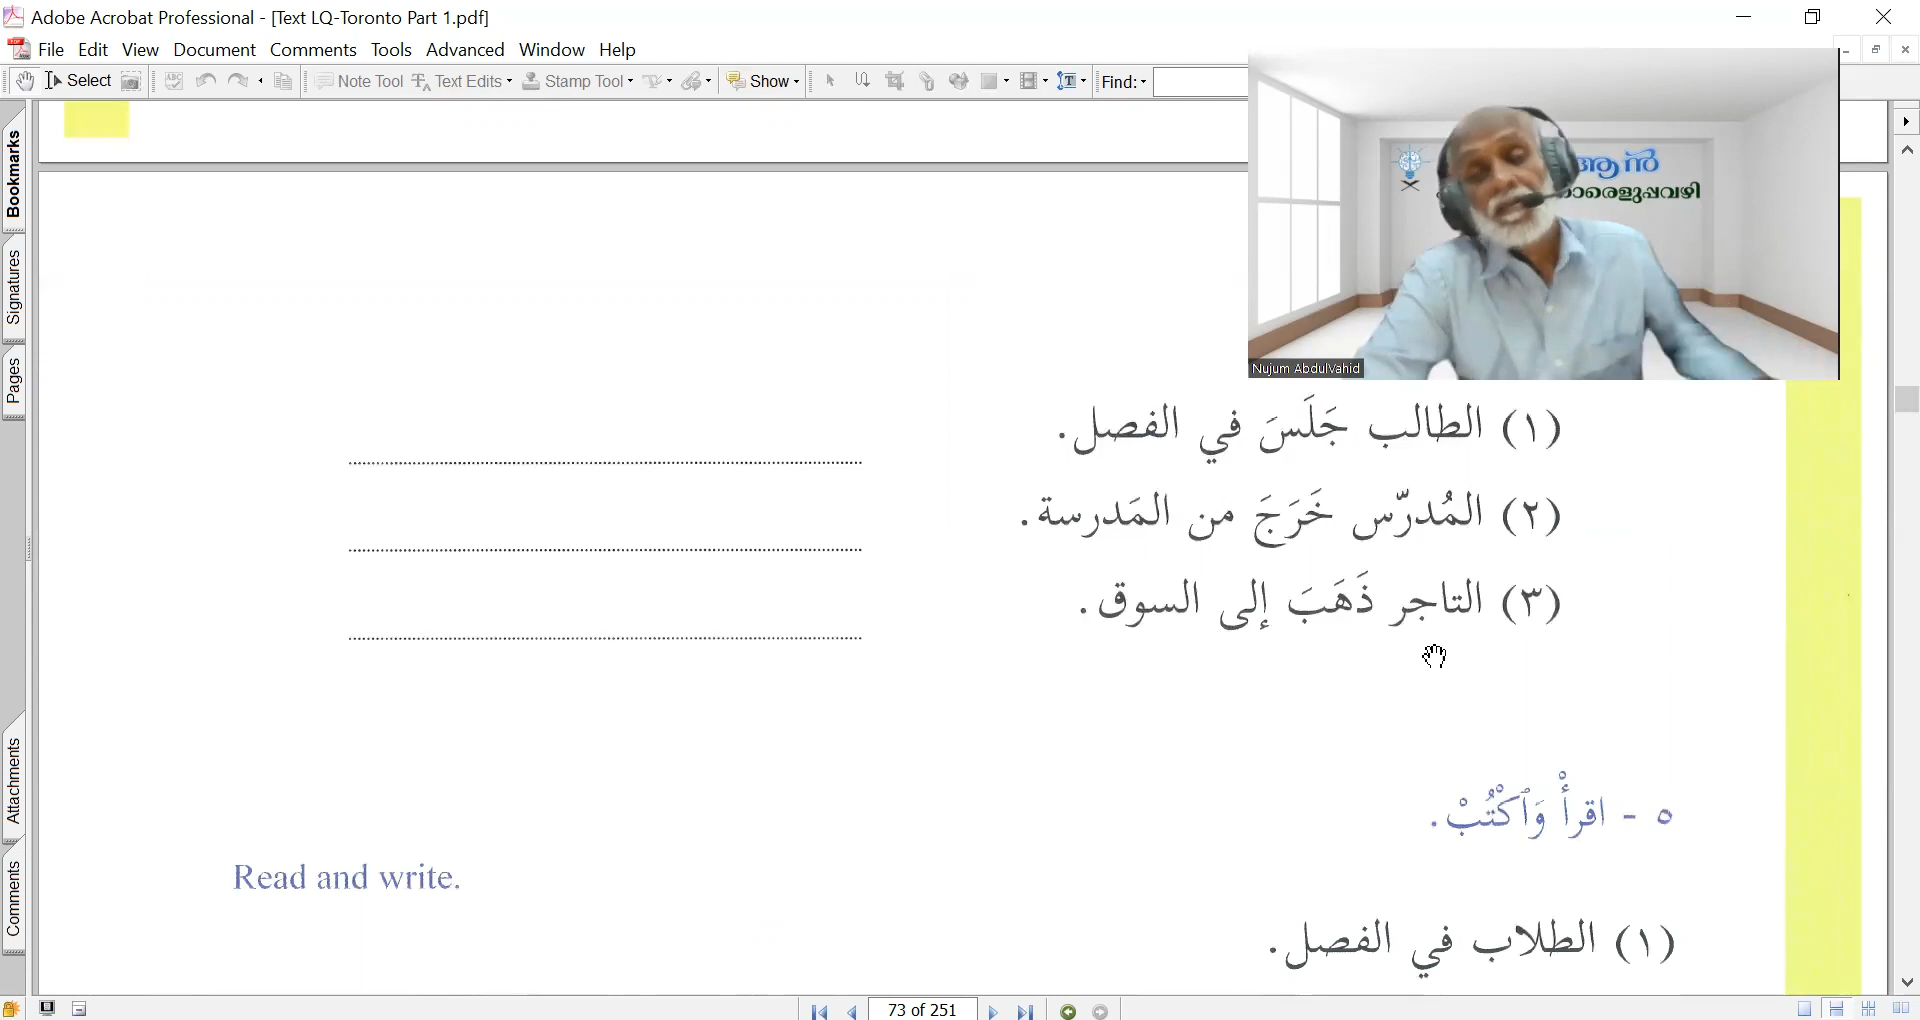 Adobe Acrobat Professional - [Text LQ-Toronto Part 1.pdf]
File Edit View Document Comments Tools Advanced Window Help
Select Note Tool Text Edits Stamp Tool Show Find:
Bookmarks
Signatures
Pages
Attachments
Comments
ആൻ
ാരെളുപ്പവഴി
Nujum AbdulVahid
(١) الطالب جَلَسَ في الفصل.
(٢) المُدرّس خَرَجَ من المَدرسة.
(٣) التاجر ذَهَبَ إلى السوق.
٥ - اقرأْ وَٱكْتُبْ.
Read and write.
(١) الطلاب في الفصل.
73 of 251